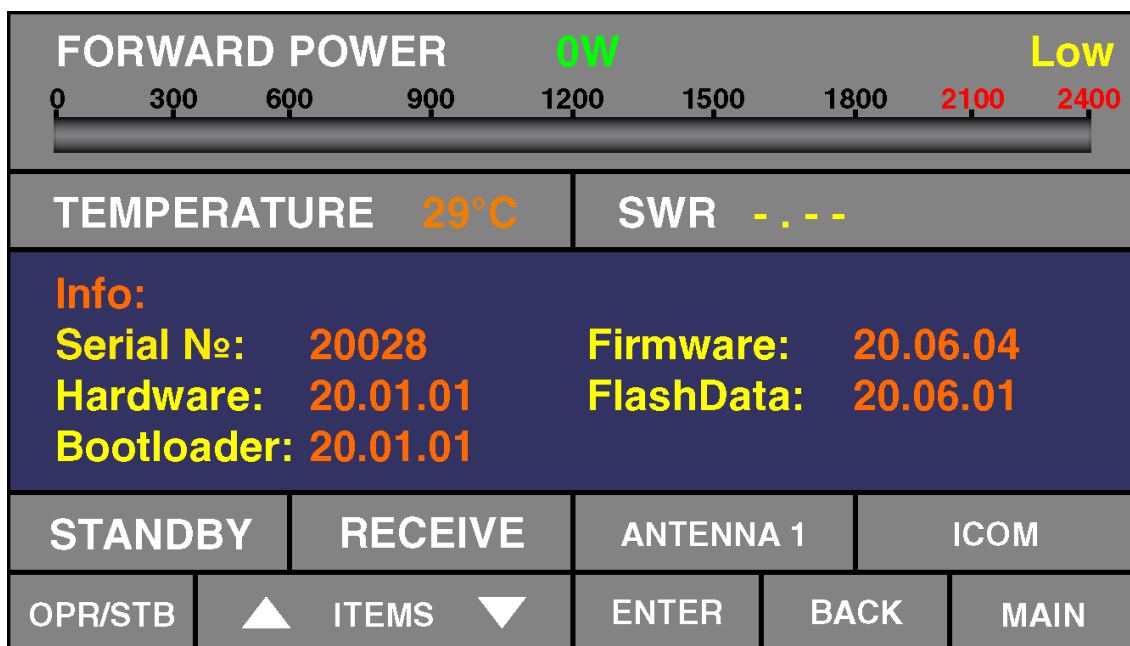 FORWARD POWER 0W Low
0 300 600 900 1200 1500 1800 2100 2400
TEMPERATURE 29°C SWR -.--
Info:
Serial №: 20028 Firmware: 20.06.04
Hardware: 20.01.01 FlashData: 20.06.01
Bootloader: 20.01.01
STANDBY RECEIVE ANTENNA 1 ICOM
OPR/STB ITEMS ENTER BACK MAIN